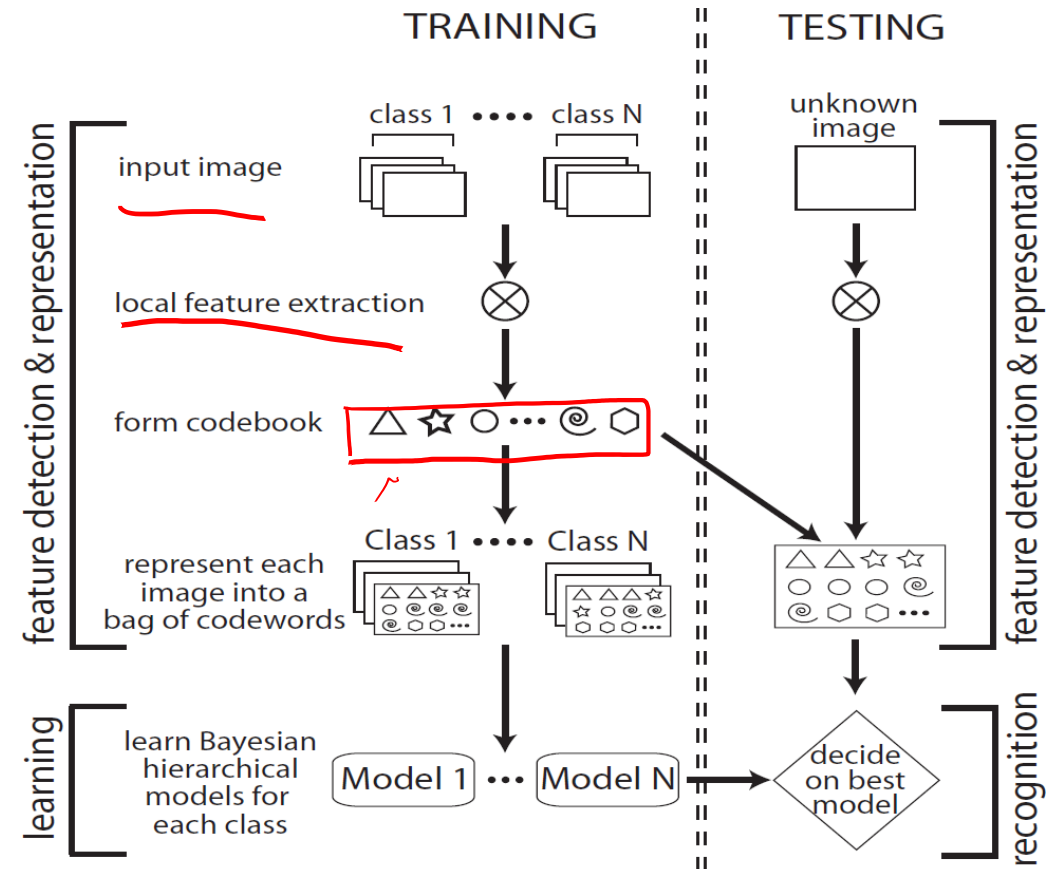 TRAINING
TESTING
feature detection & representation
input image
class 1 •••• class N
unknown
image
feature detection & representation
local feature extraction
form codebook
•••
represent each
image into a
bag of codewords
Class 1 •••• Class N
•••
•••
•••
learning
learn Bayesian
hierarchical
models for
each class
Model 1 ••• Model N
decide
on best
model
recognition